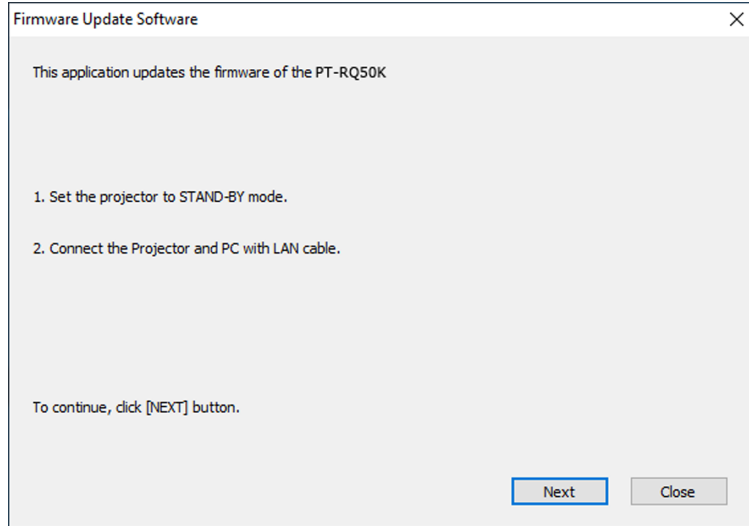 Firmware Update Software
This application updates the firmware of the PT-RQ50K
1. Set the projector to STAND-BY mode.
2. Connect the Projector and PC with LAN cable.
To continue, click [NEXT] button.
Next
Close